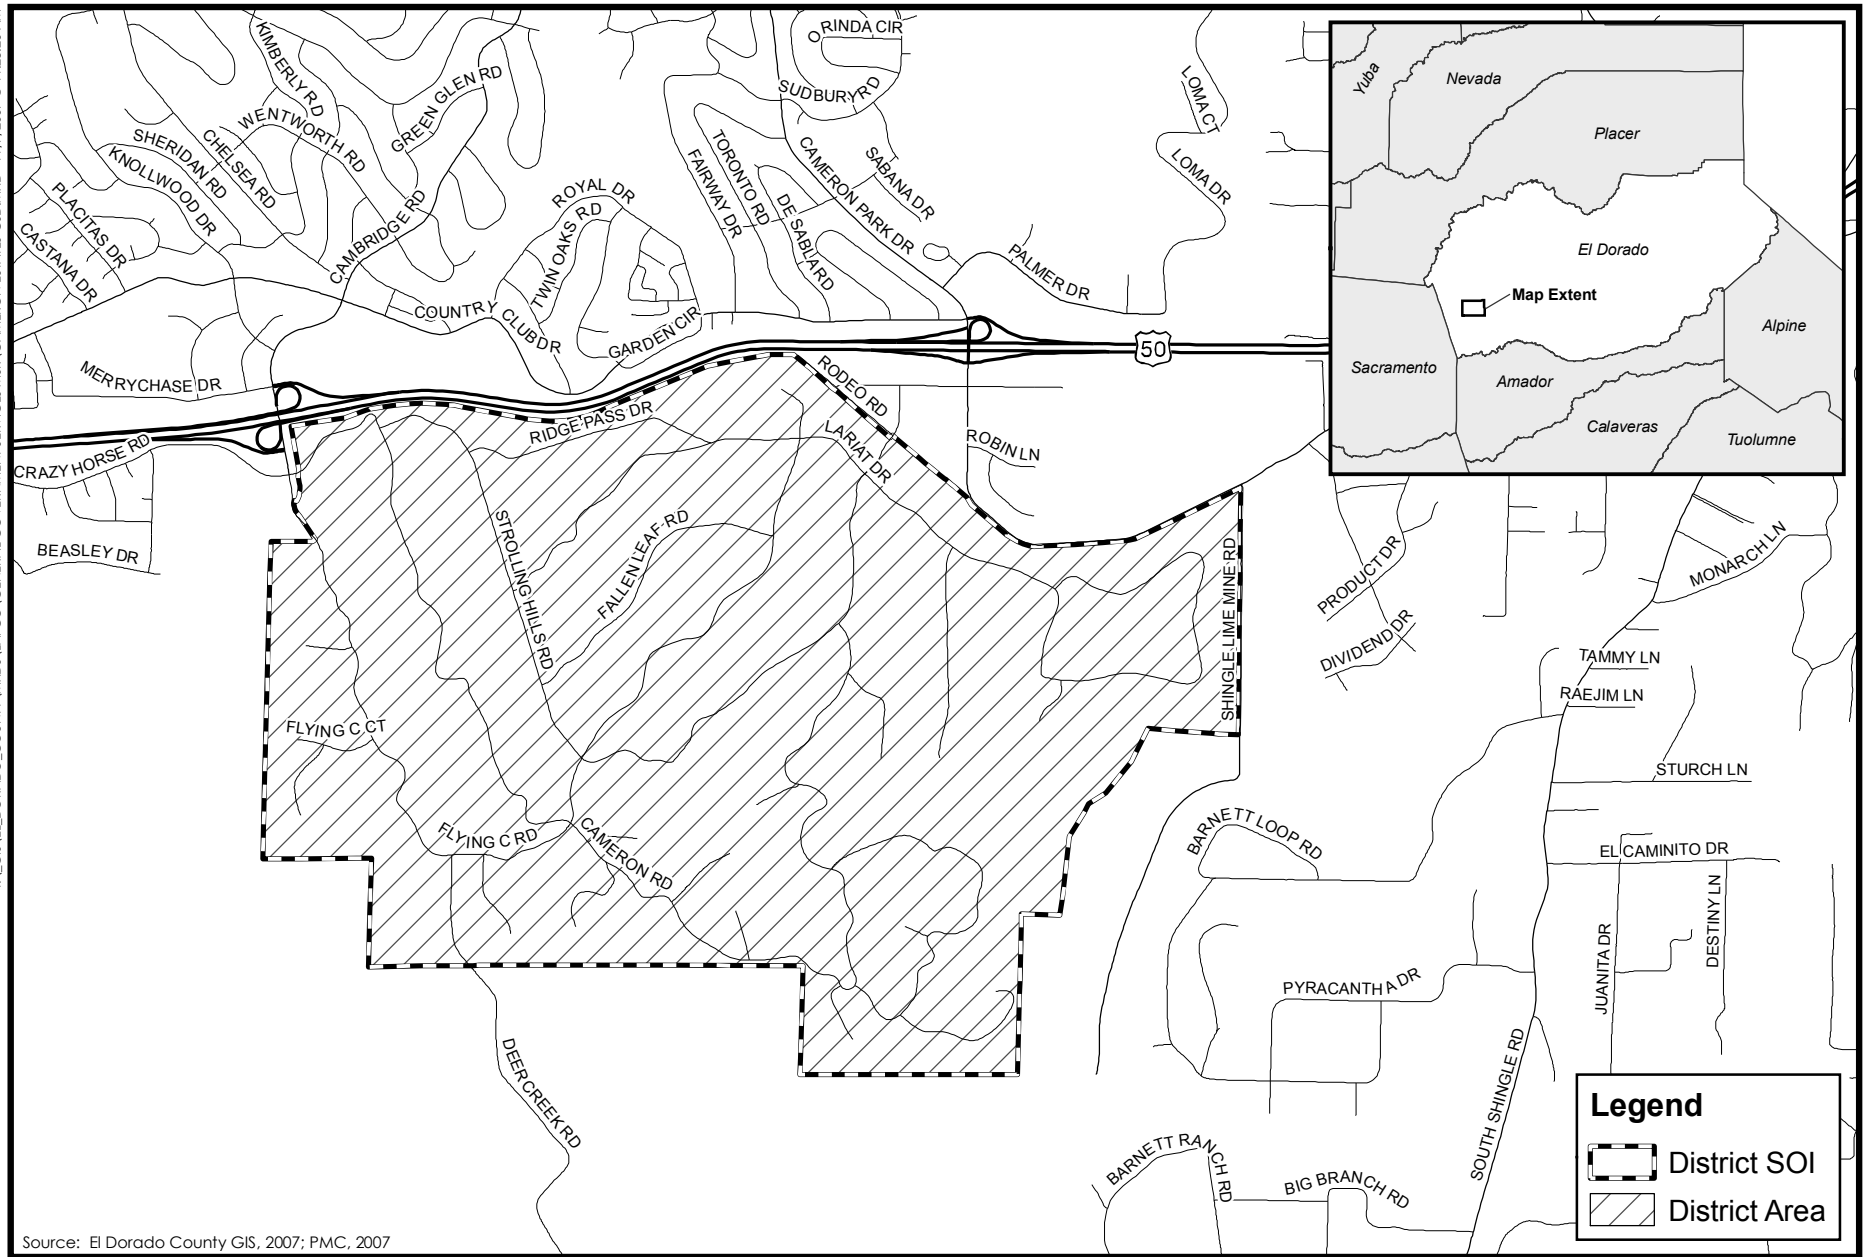 ORINDA CIR
KIMBERLY RD
GREEN GLEN RD
SUDBURY RD
LOMA CT
WENTWORTH RD
CHELSEA RD
SHERIDAN RD
KNOLLWOOD DR
TORONTO RD
FAIRWAY DR
CAMERON PARK DR
SABANA DR
LOMA DR
PLACITAS DR
CASTANA DR
CAMBRIDGE RD
ROYAL DR
TWIN OAKS RD
DE SABLA RD
PALMER DR
COUNTRY CLUB DR
GARDEN CIR
50
MERRYCHASE DR
RODEO RD
RIDGE PASS DR
LARIAT DR
ROBIN LN
CRAZY HORSE RD
BEASLEY DR
STROLLING HILLS RD
FALLEN LEAF RD
SHINGLE LIME MINE RD
PRODUCT DR
DIVIDEND DR
MONARCH LN
TAMMY LN
RAEJIM LN
FLYING C CT
STURCH LN
FLYING C RD
CAMERON RD
BARNETT LOOP RD
EL CAMINITO DR
JUANITA DR
DESTINY LN
PYRACANTHA DR
DEERCREEK RD
SOUTH SHINGLE RD
BARNETT RANCH RD
BIG BRANCH RD
Yuba
Nevada
Placer
El Dorado
Map Extent
Alpine
Sacramento
Amador
Calaveras
Tuolumne
Legend
District SOI
District Area
Source: El Dorado County GIS, 2007; PMC, 2007